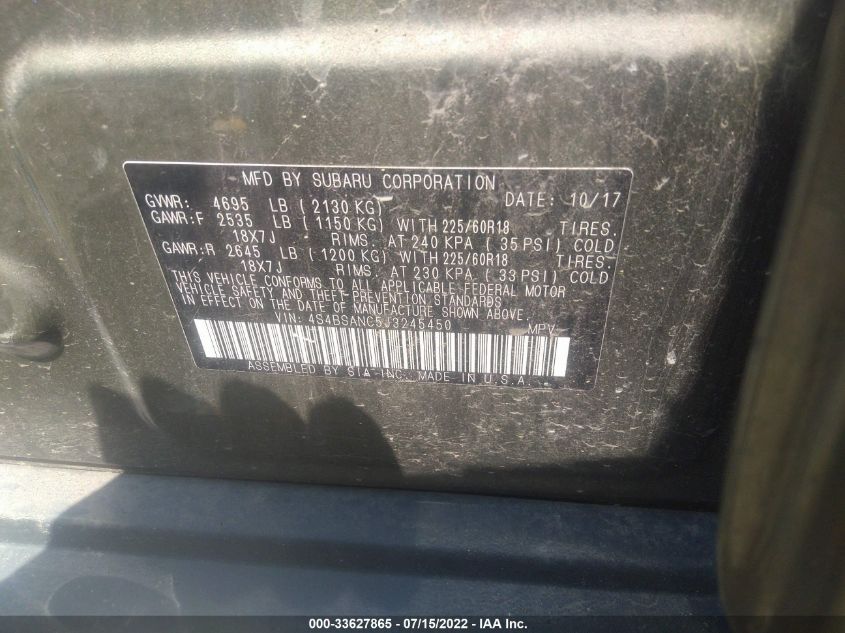 MFD BY SUBARU CORPORATION
GVWR: 4695 LB (2130 KG) DATE: 10/17
GAWR:F 2535 LB (1150 KG) WITH 225/60R18 TIRES.
18X7J RIMS. AT 240 KPA (35 PSI) COLD
GAWR:R 2645 LB (1200 KG) WITH 225/60R18 TIRES.
18X7J RIMS. AT 230 KPA (33 PSI) COLD
THIS VEHICLE CONFORMS TO ALL APPLICABLE FEDERAL MOTOR
VEHICLE SAFETY AND THEFT-PREVENTION STANDARDS
IN EFFECT ON THE DATE OF MANUFACTURE SHOWN ABOVE.
VIN: 4S4BSANC5J3245450 MPV
ASSEMBLED BY SIA-INC. MADE IN U.S.A.
000-33627865 - 07/15/2022 - IAA Inc.